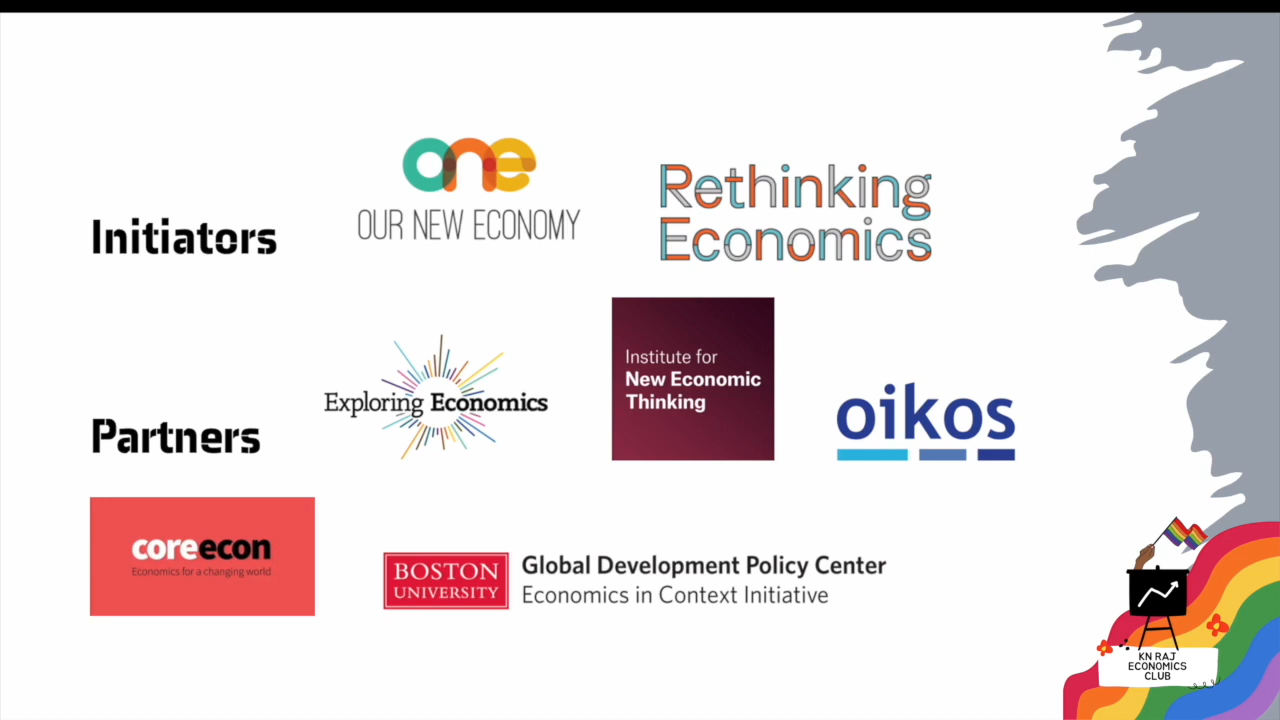 Initiators
one
OUR NEW ECONOMY
Rethinking
Economics
Partners
Exploring Economics
Institute for
New Economic
Thinking
oikos
coreecon
Economics for a changing world
BOSTON
UNIVERSITY
Global Development Policy Center
Economics in Context Initiative
KN RAJ
ECONOMICS
CLUB